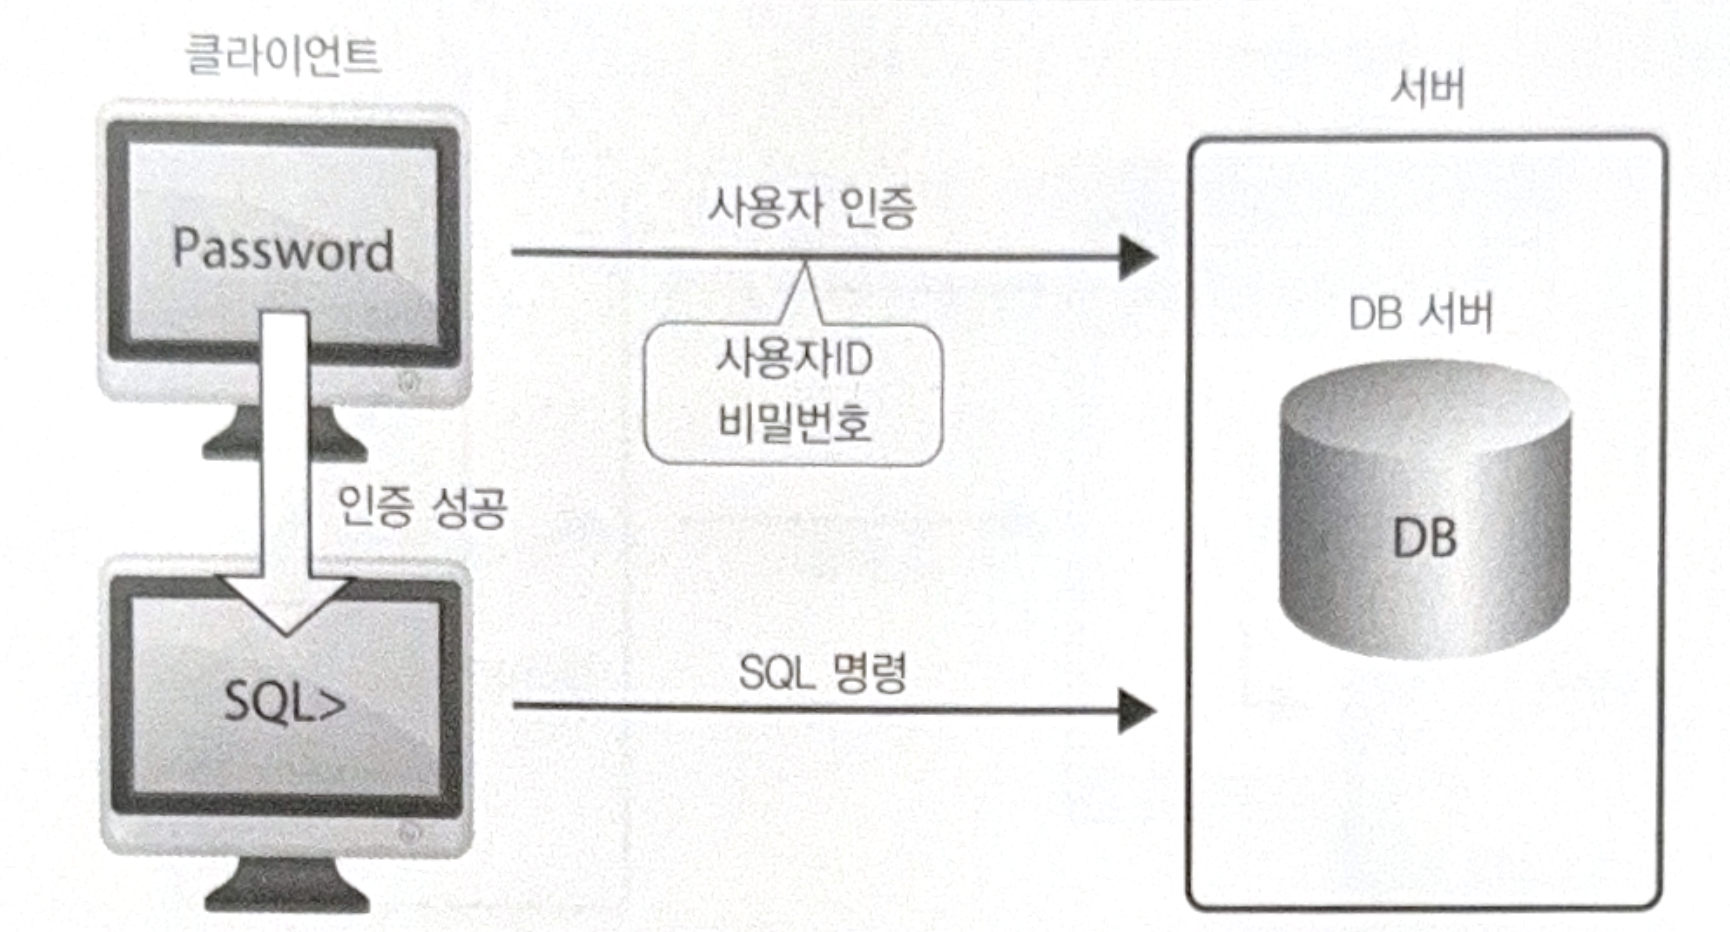 클라이언트
서버
Password
사용자 인증
사용자ID
비밀번호
DB 서버
DB
인증 성공
SQL>
SQL 명령